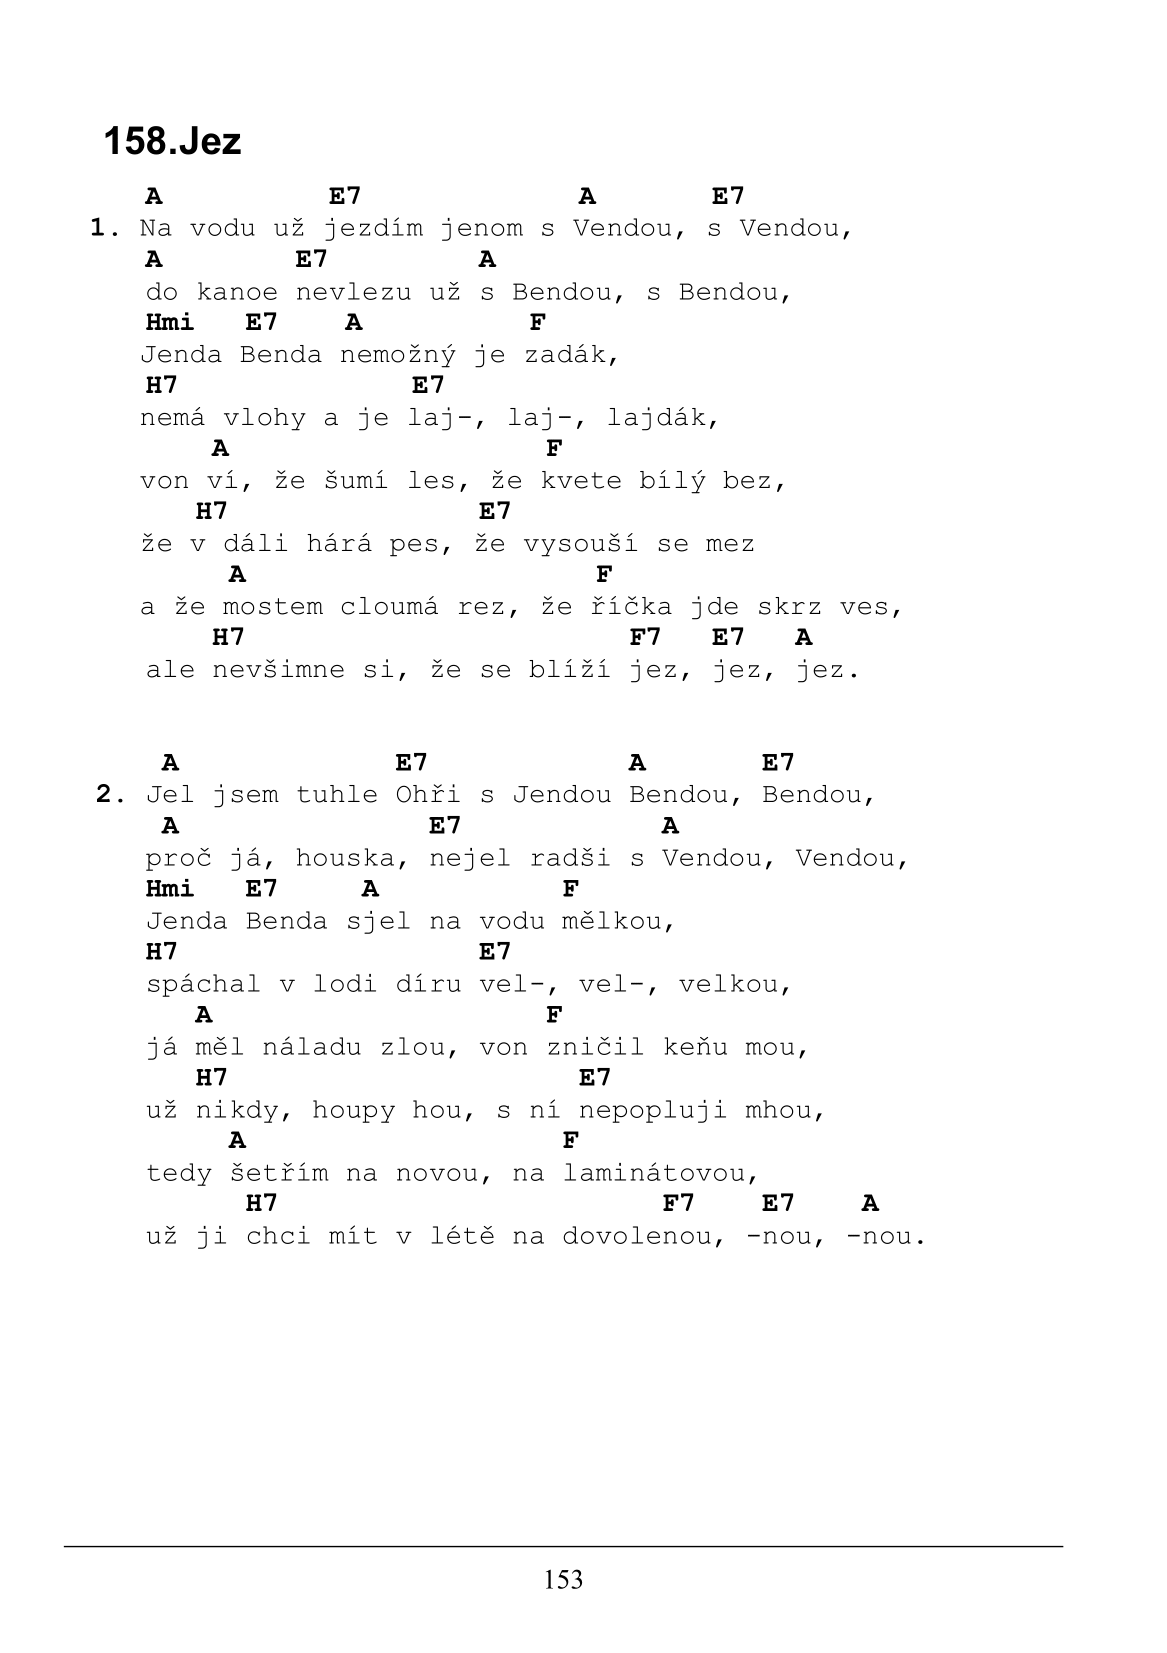 158.Jez
A E7 A E7
1. Na vodu už jezdím jenom s Vendou, s Vendou,
A E7 A
do kanoe nevlezu už s Bendou, s Bendou,
Hmi E7 A F
Jenda Benda nemožný je zadák,
H7 E7
nemá vlohy a je laj-, laj-, lajdák,
A F
von ví, že šumí les, že kvete bílý bez,
H7 E7
že v dáli hárá pes, že vysouší se mez
A F
a že mostem cloumá rez, že říčka jde skrz ves,
H7 F7 E7 A
ale nevšimne si, že se blíží jez, jez, jez.
A E7 A E7
2. Jel jsem tuhle Ohři s Jendou Bendou, Bendou,
A E7 A
proč já, houska, nejel radši s Vendou, Vendou,
Hmi E7 A F
Jenda Benda sjel na vodu mělkou,
H7 E7
spáchal v lodi díru vel-, vel-, velkou,
A F
já měl náladu zlou, von zničil keňu mou,
H7 E7
už nikdy, houpy hou, s ní nepopluji mhou,
A F
tedy šetřím na novou, na laminátovou,
H7 F7 E7 A
už ji chci mít v létě na dovolenou, -nou, -nou.
153